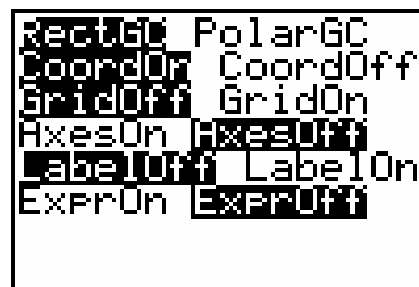 RectGC PolarGC
CoordOn CoordOff
GridOff GridOn
AxesOn AxesOff
LabelOff LabelOn
ExprOn ExprOff